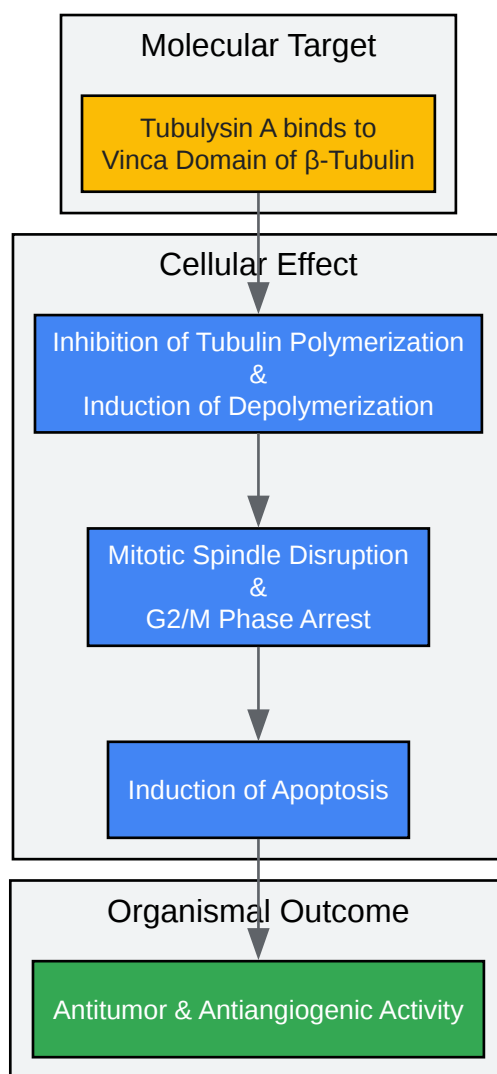 Molecular Target
Tubulysin A binds to
Vinca Domain of β-Tubulin
Cellular Effect
Inhibition of Tubulin Polymerization
&
Induction of Depolymerization
Mitotic Spindle Disruption
&
G2/M Phase Arrest
Induction of Apoptosis
Organismal Outcome
Antitumor & Antiangiogenic Activity